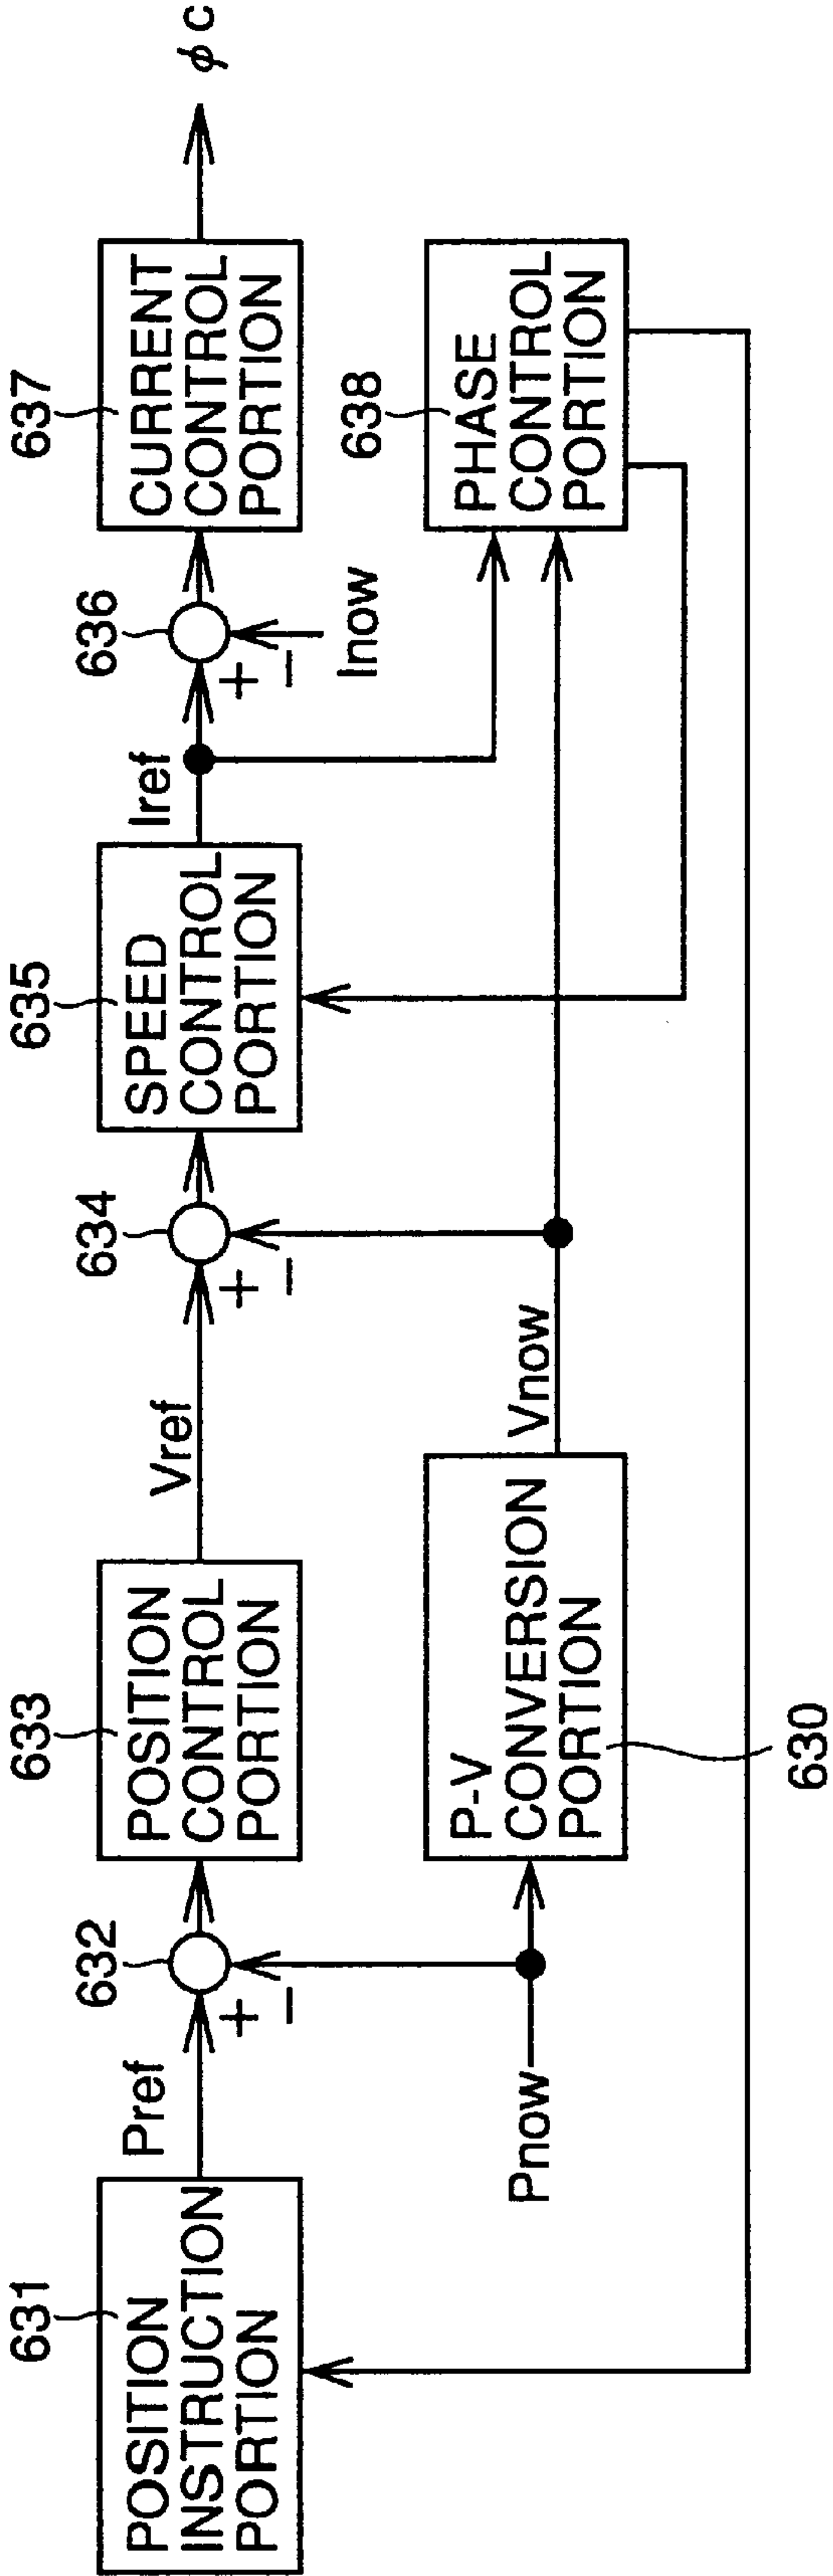 631
POSITION
INSTRUCTION
PORTION
Pref
632
+
−
633
POSITION
CONTROL
PORTION
Vref
634
+
−
635
SPEED
CONTROL
PORTION
Iref
636
+
−
Inow
637
CURRENT
CONTROL
PORTION
φc
Pnow
P-V
CONVERSION
PORTION
630
Vnow
638
PHASE
CONTROL
PORTION